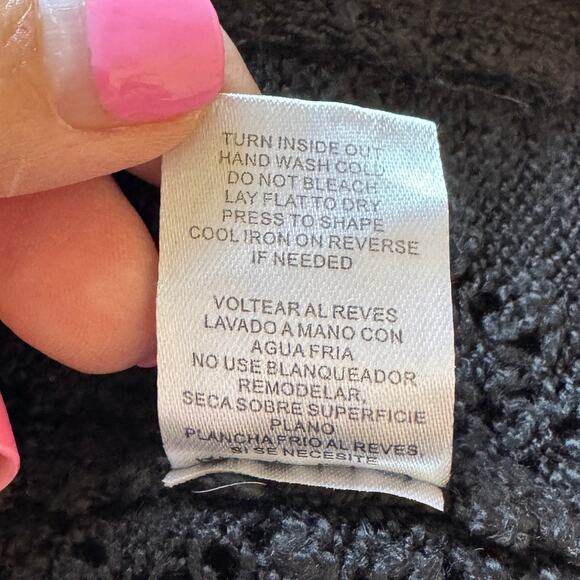 TURN INSIDE OUT
HAND WASH COLD
DO NOT BLEACH
LAY FLAT TO DRY
PRESS TO SHAPE
COOL IRON ON REVERSE
IF NEEDED
VOLTEAR AL REVES
LAVADO A MANO CON
AGUA FRIA
NO USE BLANQUEADOR
REMODELAR,
SECA SOBRE SUPERFICIE
PLANO
PLANCHA FRIO AL REVES,
SI SE NECESITE